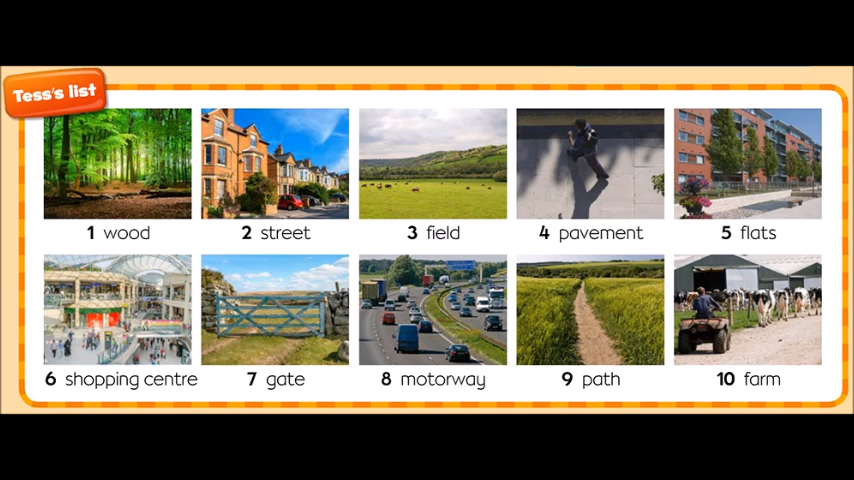 Tess's list
1 wood
2 street
3 field
4 pavement
5 flats
6 shopping centre
7 gate
8 motorway
9 path
10 farm